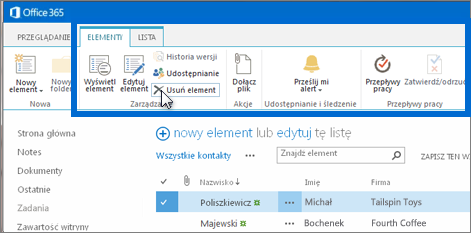 Office 365
PRZEGLĄDANIE ELEMENTY LISTA
Nowy element
Nowy folder
Wyświetl element
Edytuj element
Historia wersji
Udostępnianie
Usuń element
Dołącz plik
Prześlij mi alert
Przepływy pracy
Zatwierdź/odrzuć
Nowa Zarządza Akcje Udostępnianie i śledzenie Przepływy pracy
Strona główna
Notes
Dokumenty
Ostatnie
Zadania
Zawartość witryny
nowy element lub edytuj tę listę
Wszystkie kontakty ... Znajdź element ZAPISZ TEN W
Nazwisko Imię Firma
Poliszkiewicz ... Michał Tailspin Toys
Majewski ... Bochenek Fourth Coffee